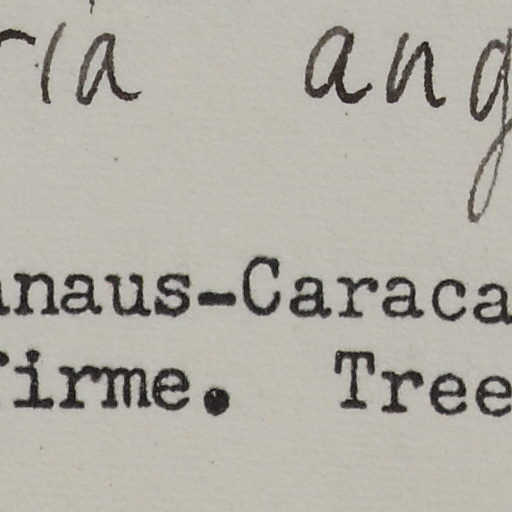 ria ang
anaus-Caraca
firme. Tree